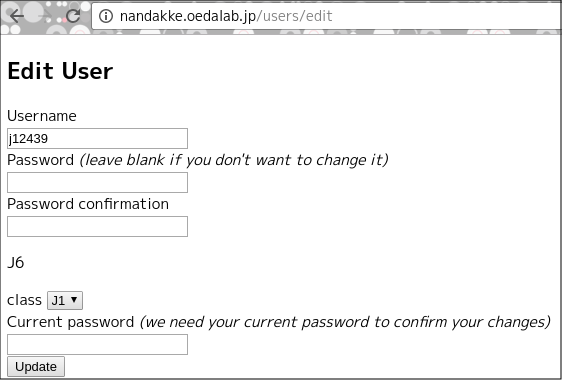 nandakke.oedalab.jp/users/edit
Edit User
Username
j12439
Password (leave blank if you don't want to change it)
Password confirmation
J6
class J1
Current password (we need your current password to confirm your changes)
Update